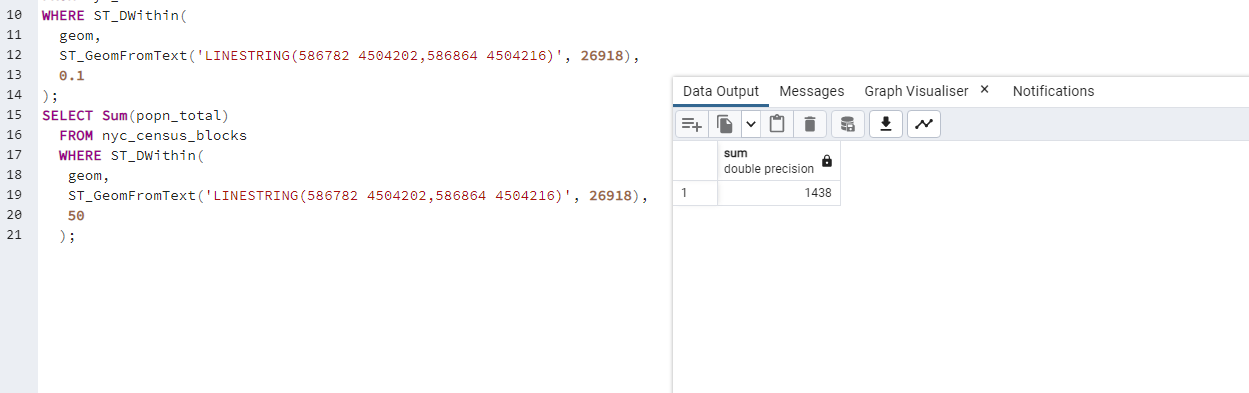 10 WHERE ST_DWithin(
11 geom,
12 ST_GeomFromText('LINESTRING(586782 4504202,586864 4504216)', 26918),
13 0.1
14 );
15 SELECT Sum(popn_total)
16 FROM nyc_census_blocks
17 WHERE ST_DWithin(
18 geom,
19 ST_GeomFromText('LINESTRING(586782 4504202,586864 4504216)', 26918),
20 50
21 );
Data Output Messages Graph Visualiser × Notifications
sum
double precision
1 1438